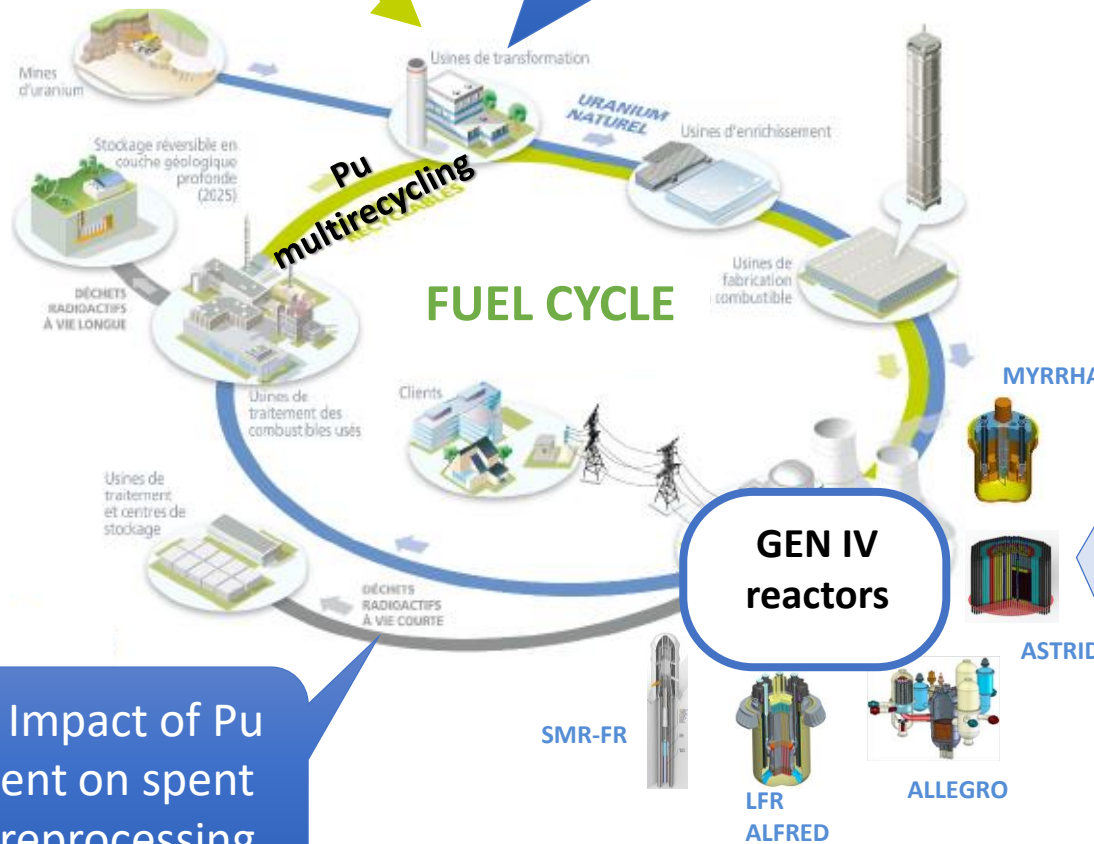 Mines
d'uranium
Usines de transformation
URANIUM
NATUREL
Usines d'enrichissement
Stockage réversible en
couche géologique
profonde
(2025)
Pu
multirecycling
RECYCLABLES
DÉCHETS
RADIOACTIFS
À VIE LONGUE
FUEL CYCLE
Usines de
fabrication
combustible
Usines de
traitement des
combustibles usés
Clients
MYRRHA
Usines de
traitement
et centres de
stockage
GEN IV
reactors
DÉCHETS
RADIOACTIFS
À VIE COURTE
ASTRID
Impact of Pu
ent on spent
reprocessing
SMR-FR
LFR
ALFRED
ALLEGRO